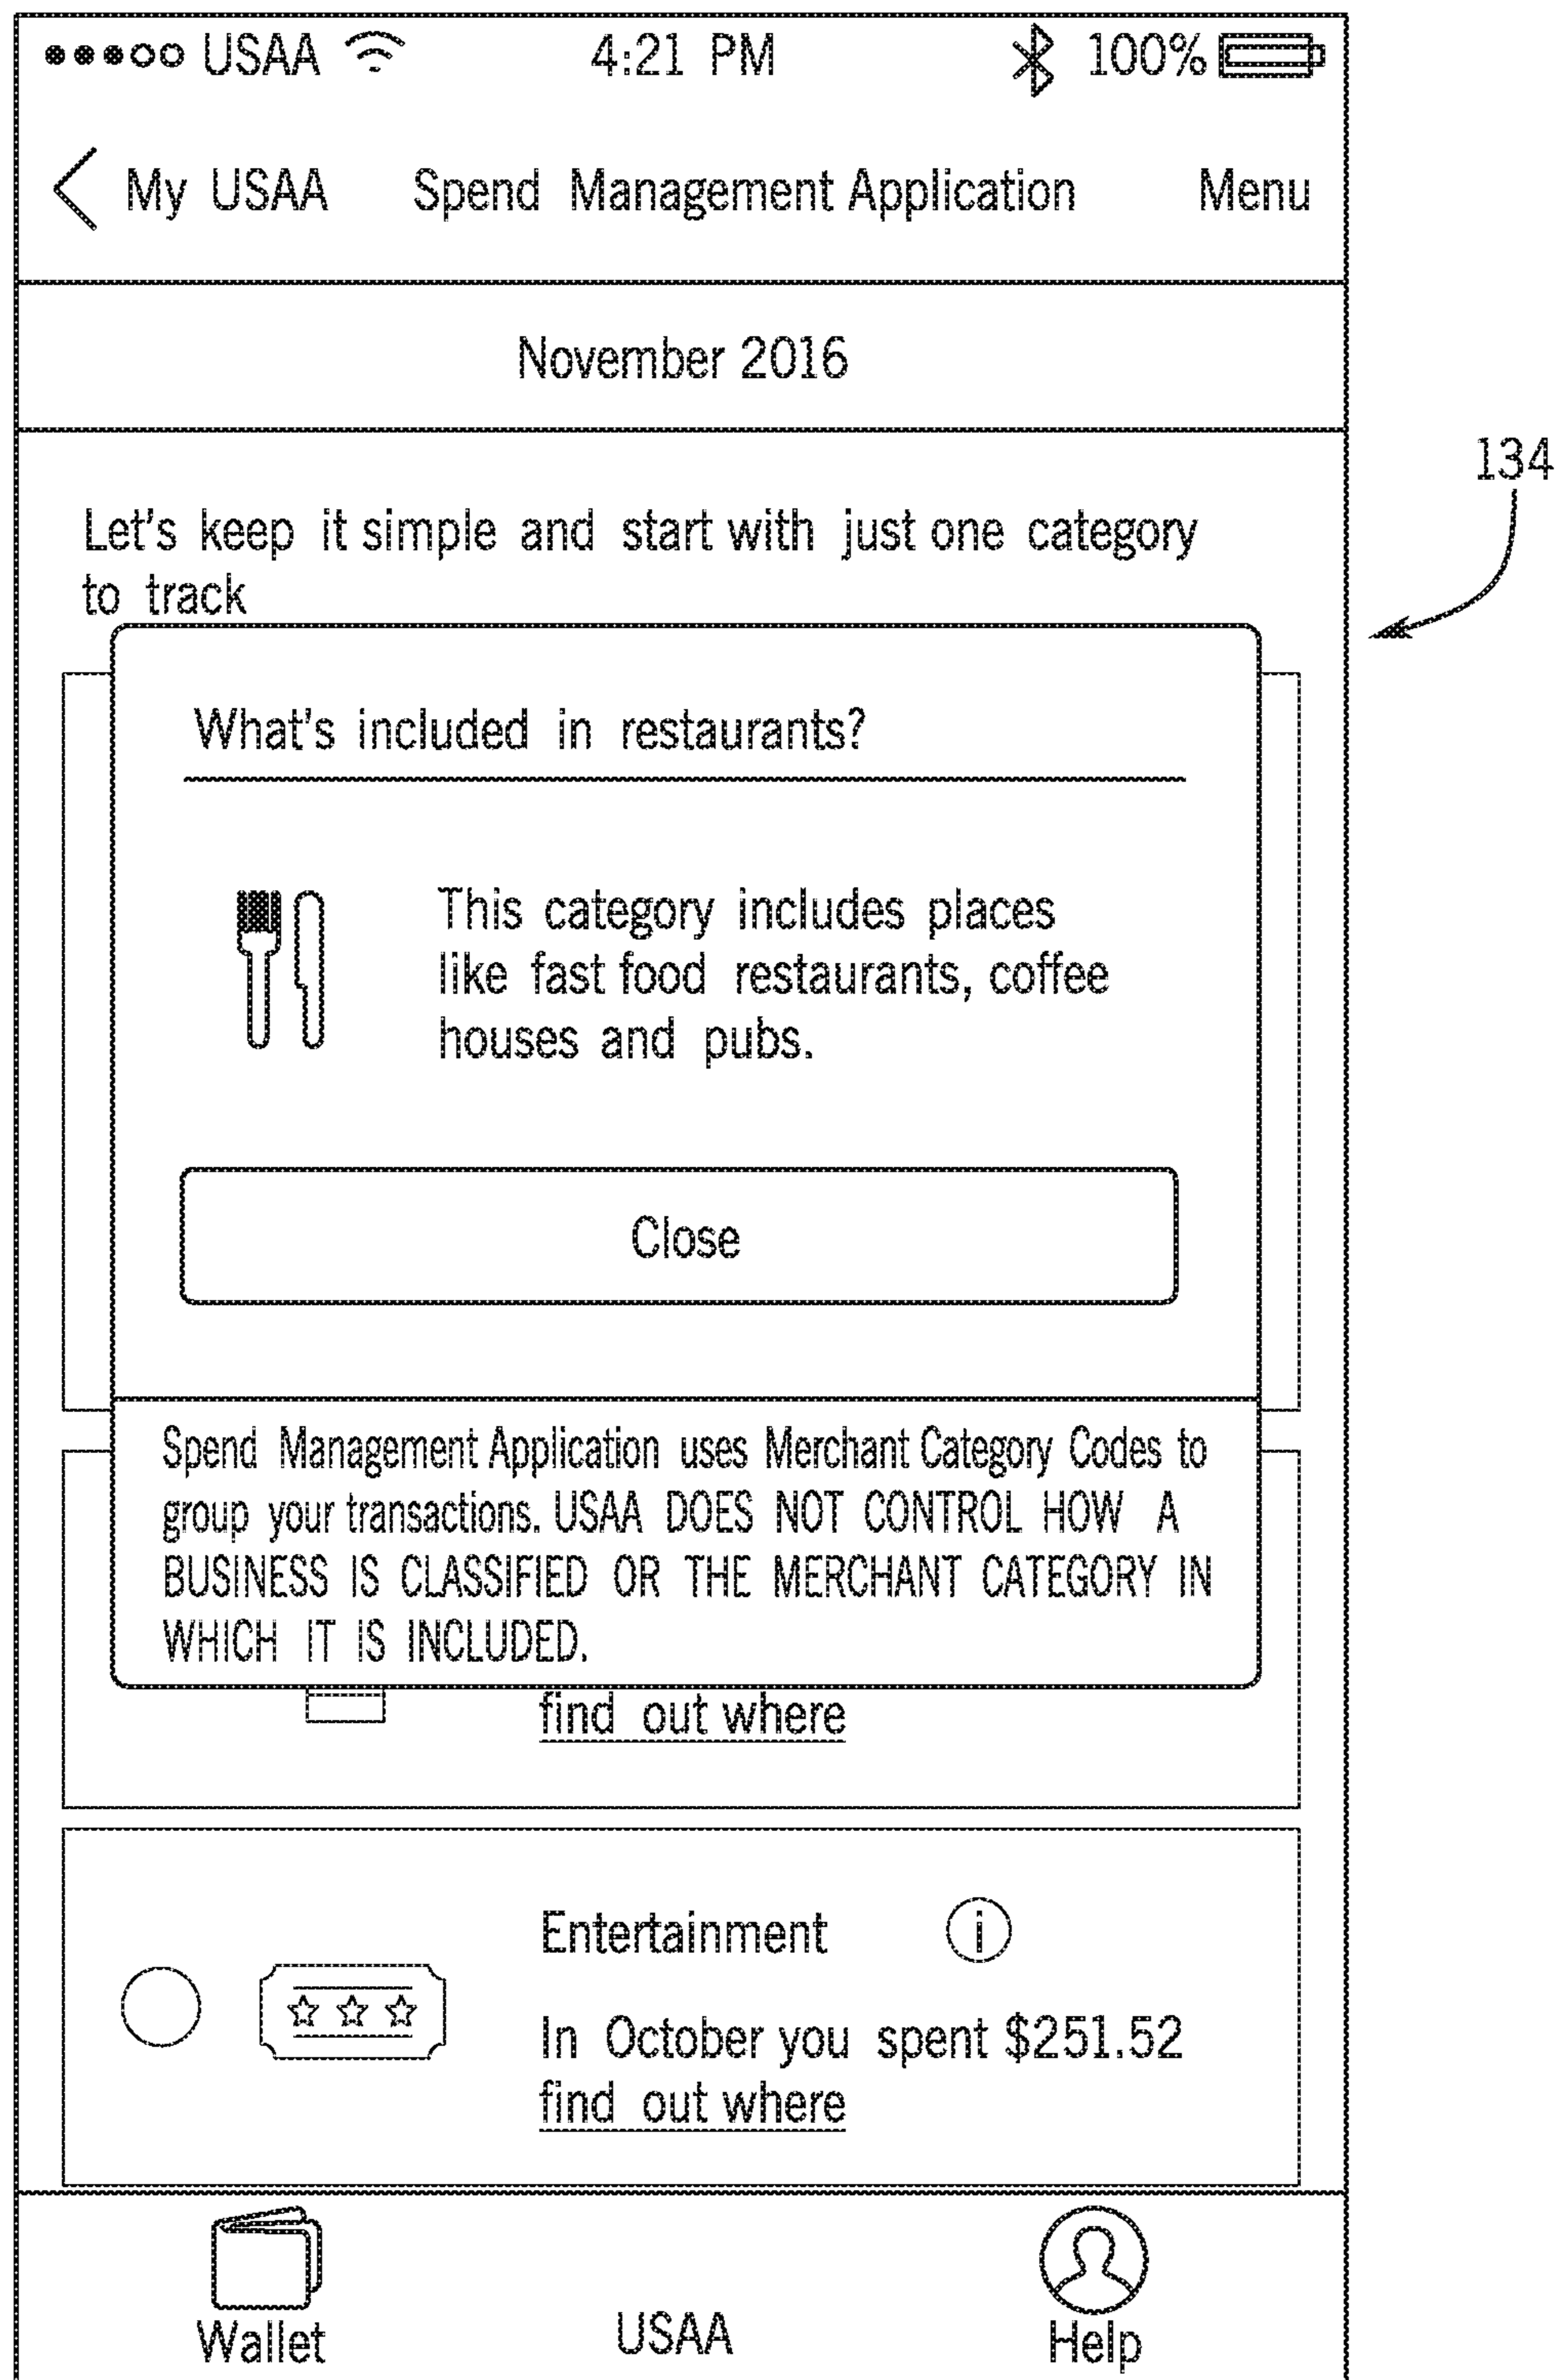 USAA 4:21 PM 100%
My USAA Spend Management Application Menu
November 2016
134
Let's keep it simple and start with just one category
to track
What's included in restaurants?
This category includes places
like fast food restaurants, coffee
houses and pubs.
Close
Spend Management Application uses Merchant Category Codes to
group your transactions. USAA DOES NOT CONTROL HOW A
BUSINESS IS CLASSIFIED OR THE MERCHANT CATEGORY IN
WHICH IT IS INCLUDED.
find out where
Entertainment i
In October you spent $251.52
find out where
Wallet USAA Help